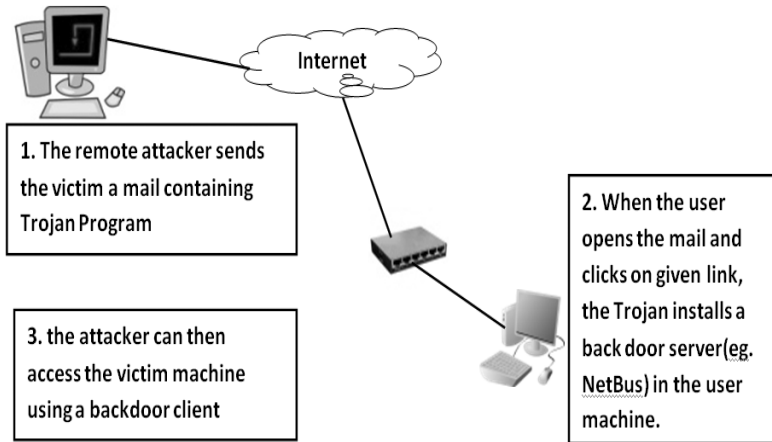 Internet
1. The remote attacker sends
the victim a mail containing
Trojan Program
2. When the user
opens the mail and
clicks on given link,
the Trojan installs a
back door server(eg.
NetBus) in the user
machine.
3. the attacker can then
access the victim machine
using a backdoor client